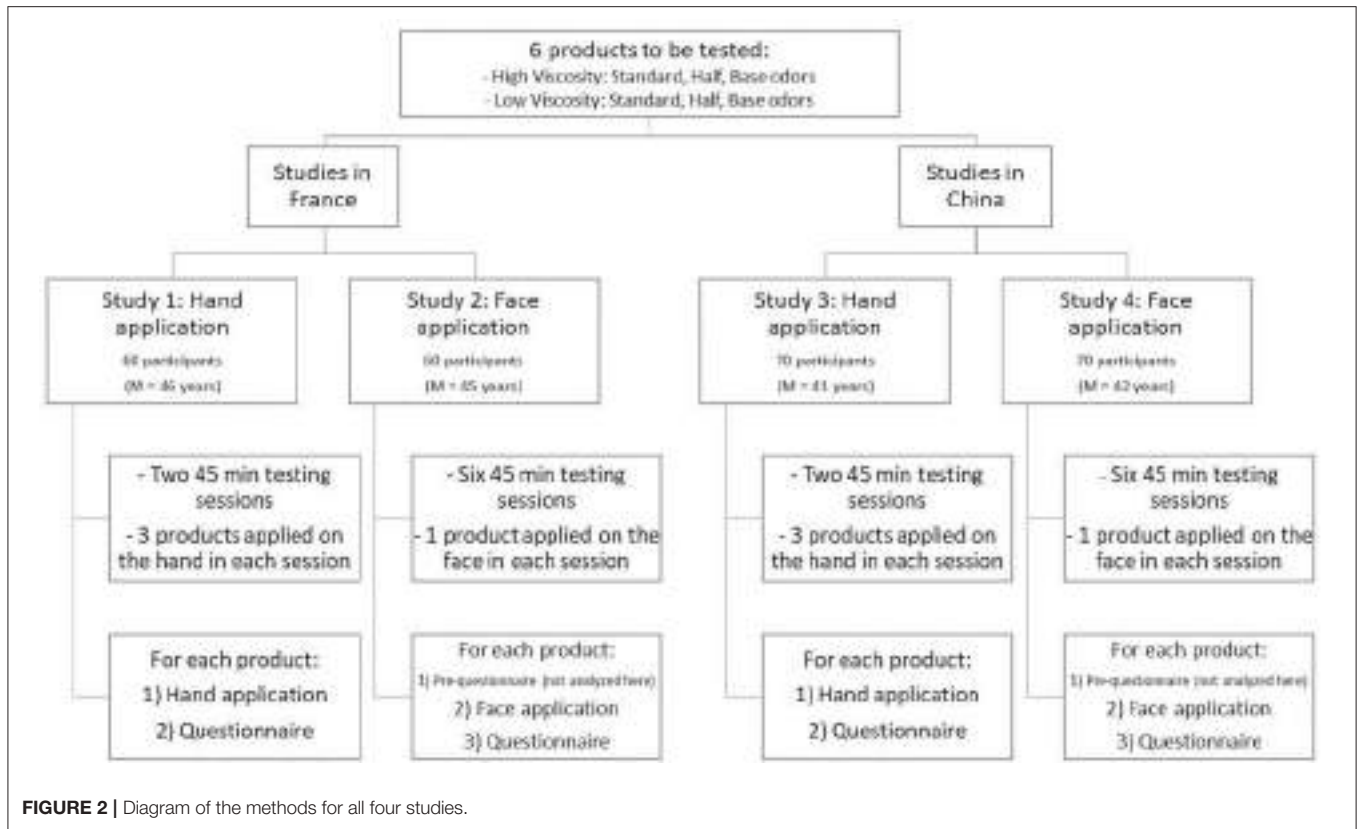 6 products to be tested:
- High Viscosity: Standard, Half, Base odors
- Low Viscosity: Standard, Half, Base odors
Studies in
France
Studies in
China
Study 1: Hand
application
participants
(M = 46 years)
Study 2: Face
application
60 participants
(M = 45 years)
Study 3: Hand
application
70 participants
(M = 41 years)
Study 4: Face
application
70 participants
(M = 42 years)
- Two 45 min testing
sessions
- 3 products applied on
the hand in each session
- Six 45 min testing
sessions
- 1 product applied on the
face in each session
- Two 45 min testing
sessions
- 3 products applied on
the hand in each session
- Six 45 min testing
sessions
- 1 product applied on the
face in each session
For each product:
1) Hand application
2) Questionnaire
For each product:
1) Pre-questionnaire (not analyzed here)
2) Face application
3) Questionnaire
For each product:
1) Hand application
2) Questionnaire
For each product:
1) Pre-questionnaire (not analyzed here)
2) Face application
3) Questionnaire
FIGURE 2 | Diagram of the methods for all four studies.